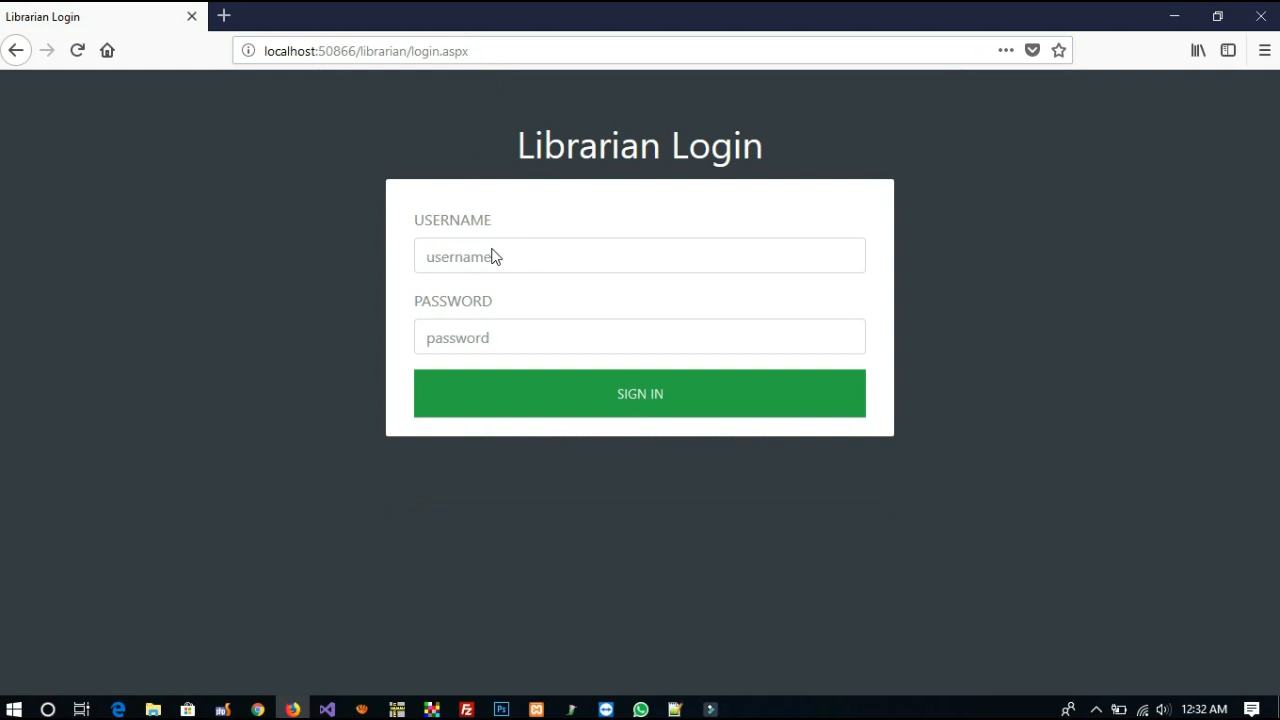 Librarian Login
localhost:50866/librarian/login.aspx
Librarian Login
USERNAME
username
PASSWORD
password
SIGN IN
12:32 AM